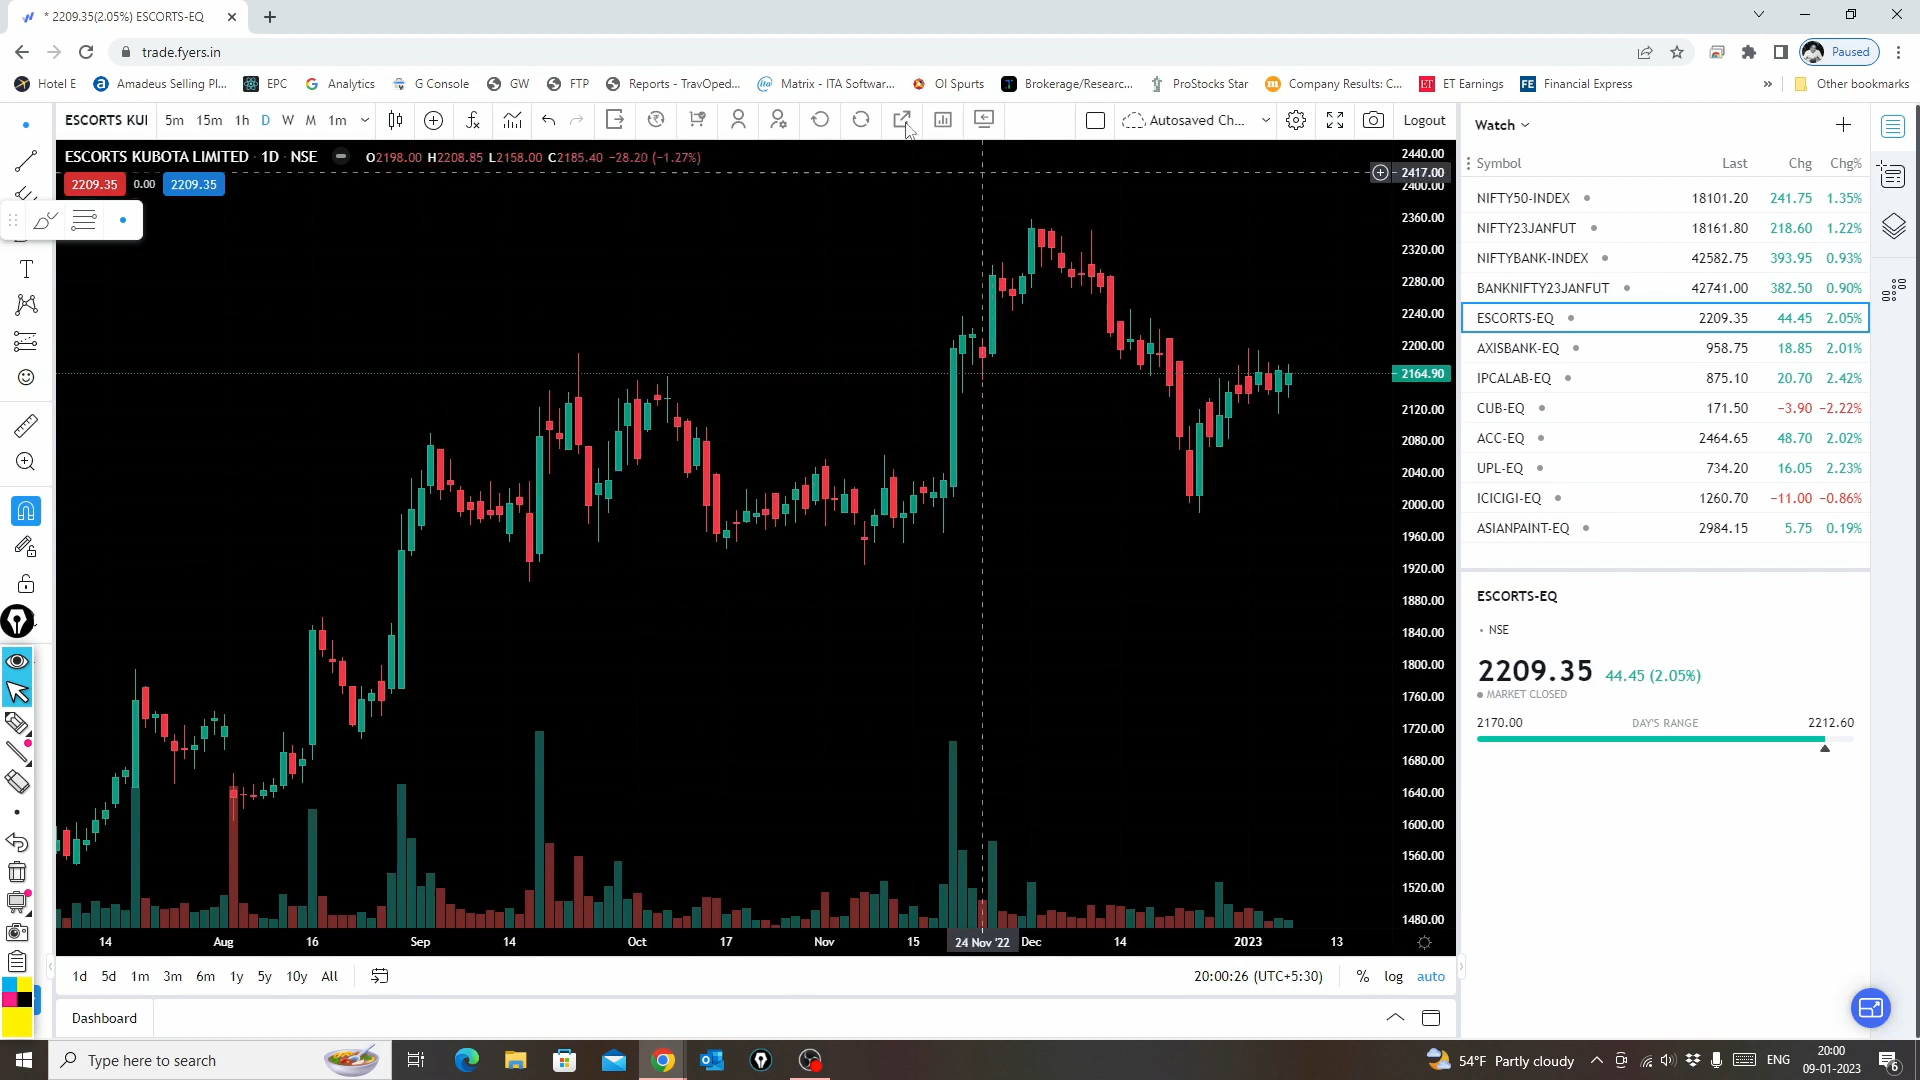 * 2209.35(2.05%) ESCORTS-EQ
trade.fyers.in
Paused
Hotel E
Amadeus Selling Pl...
EPC
Analytics
G Console
GW
FTP
Reports - TravOped...
Matrix - ITA Softwar...
OI Spurts
Brokerage/Researc...
ProStocks Star
Company Results: C...
ET Earnings
Financial Express
»
Other bookmarks
ESCORTS KUI
5m 15m 1h D W M 1m
Autosaved Ch...
Logout
ESCORTS KUBOTA LIMITED · 1D · NSE
O2198.00 H2208.85 L2158.00 C2185.40 −28.20 (−1.27%)
2209.35 0.00 2209.35
2440.00
2417.00
2400.00
2360.00
2320.00
2280.00
2240.00
2200.00
2164.90
2120.00
2080.00
2040.00
2000.00
1960.00
1920.00
1880.00
1840.00
1800.00
1760.00
1720.00
1680.00
1640.00
1600.00
1560.00
1520.00
1480.00
14 Aug 16 Sep 14 Oct 17 Nov 15 24 Nov '22 Dec 14 2023 13
1d 5d 1m 3m 6m 1y 5y 10y All
20:00:26 (UTC+5:30)
% log auto
Dashboard
Watch
Symbol Last Chg Chg%
NIFTY50-INDEX 18101.20 241.75 1.35%
NIFTY23JANFUT 18161.80 218.60 1.22%
NIFTYBANK-INDEX 42582.75 393.95 0.93%
BANKNIFTY23JANFUT 42741.00 382.50 0.90%
ESCORTS-EQ 2209.35 44.45 2.05%
AXISBANK-EQ 958.75 18.85 2.01%
IPCALAB-EQ 875.10 20.70 2.42%
CUB-EQ 171.50 −3.90 −2.22%
ACC-EQ 2464.65 48.70 2.02%
UPL-EQ 734.20 16.05 2.23%
ICICIGI-EQ 1260.70 −11.00 −0.86%
ASIANPAINT-EQ 2984.15 5.75 0.19%
ESCORTS-EQ
• NSE
2209.35 44.45 (2.05%)
MARKET CLOSED
2170.00 DAY'S RANGE 2212.60
Type here to search
54°F Partly cloudy
ENG
20:00
09-01-2023
6